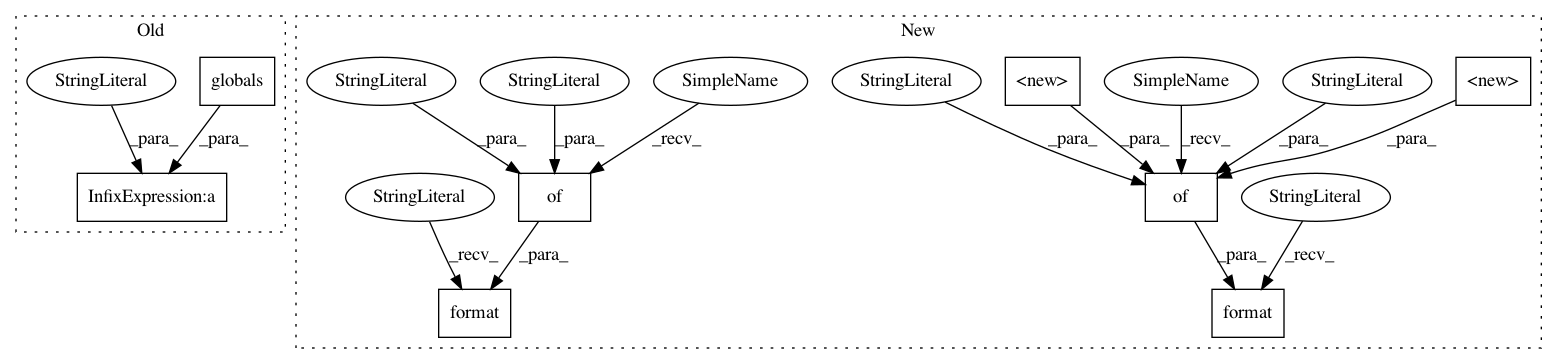 Old
New
StringLiteral
globals
StringLiteral
StringLiteral
SimpleName
StringLiteral
<new>
SimpleName
StringLiteral
<new>
_para_
_para_
_para_
_para_
_recv_
_para_
_para_
_recv_
_para_
_para_
InfixExpression:a
StringLiteral
of
of
StringLiteral
_recv_
_para_
_para_
_recv_
format
format